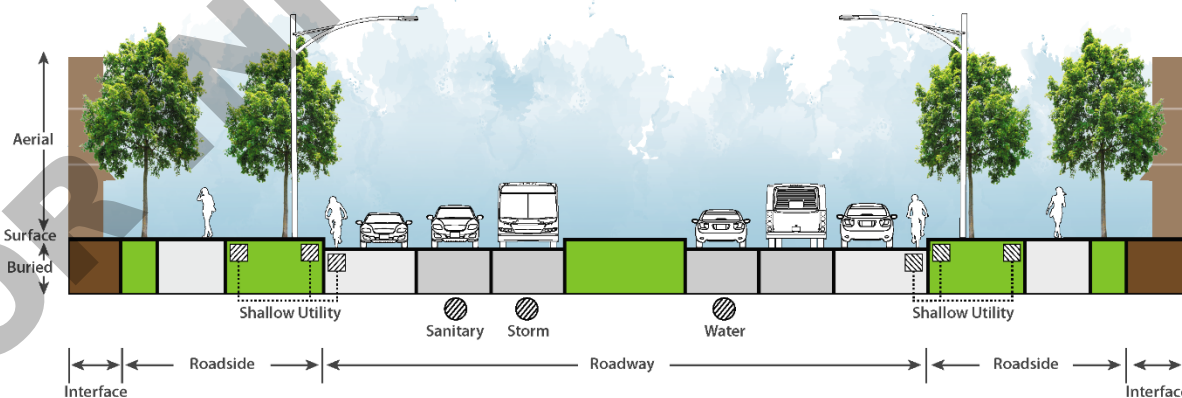 Aerial
Surface
Buried
Shallow Utility
Sanitary
Storm
Water
Shallow Utility
Roadside
Roadway
Roadside
Interface
Interface